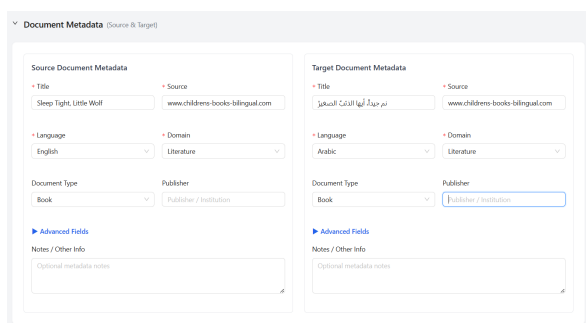 Document Metadata (Source & Target)
Source Document Metadata
* Title
* Source
Sleep Tight, Little Wolf
www.childrens-books-bilingual.com
* Language
* Domain
English
Literature
Document Type
Publisher
Book
Publisher / Institution
Advanced Fields
Notes / Other Info
Optional metadata notes
Target Document Metadata
* Title
* Source
نم جيداً، أيها الذئبُ الصغيرْ
www.childrens-books-bilingual.com
* Language
* Domain
Arabic
Literature
Document Type
Publisher
Book
Publisher / Institution
Advanced Fields
Notes / Other Info
Optional metadata notes